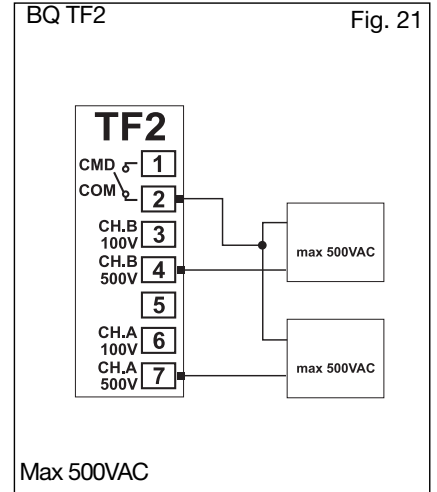 BQ TF2
Fig. 21
TF2
CMD
1
COM
2
CH.B
100V
3
CH.B
500V
4
5
CH.A
100V
6
CH.A
500V
7
max 500VAC
max 500VAC
Max 500VAC